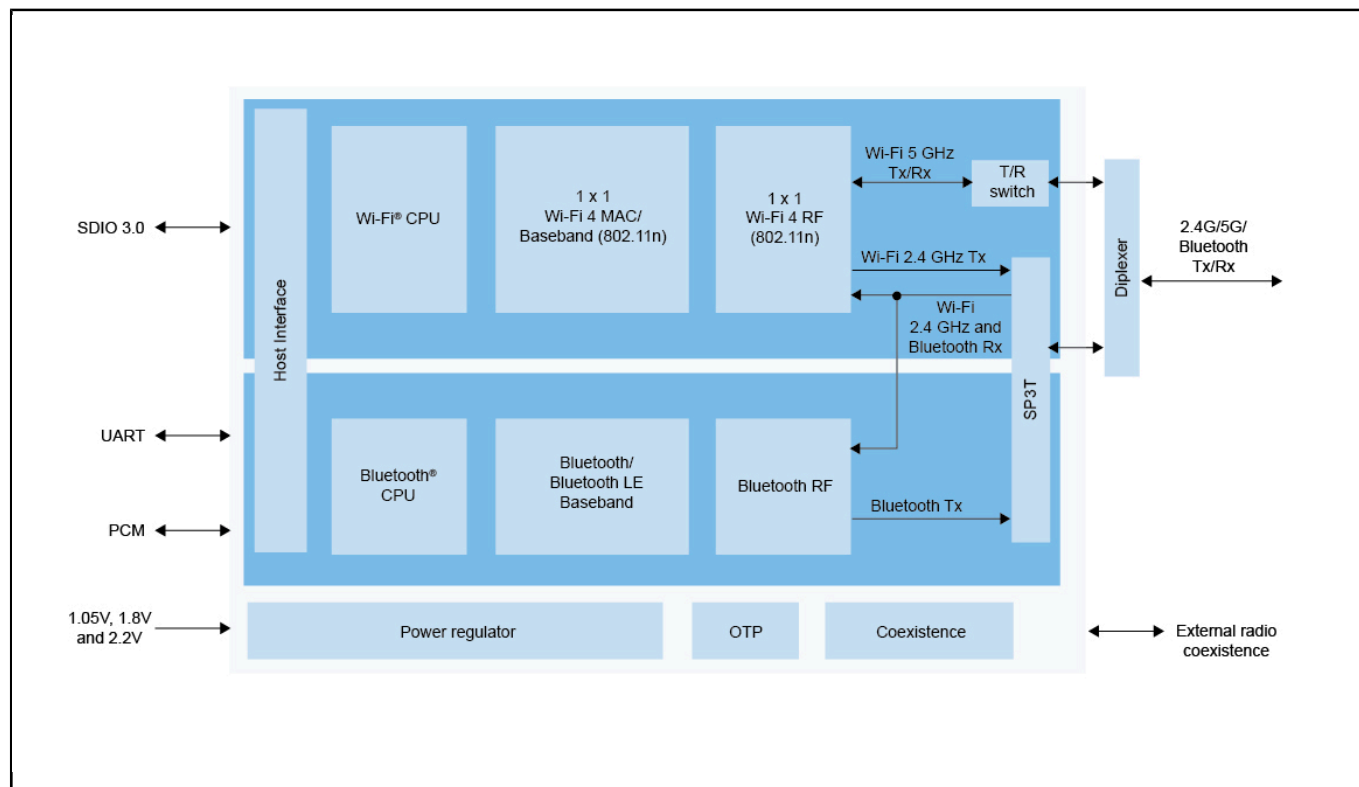 SDIO 3.0
UART
PCM
1.05V, 1.8V
and 2.2V
Host Interface
Wi-Fi® CPU
1 x 1
Wi-Fi 4 MAC/
Baseband (802.11n)
1 x 1
Wi-Fi 4 RF
(802.11n)
Wi-Fi 5 GHz
Tx/Rx
T/R
switch
Wi-Fi 2.4 GHz Tx
Wi-Fi
2.4 GHz and
Bluetooth Rx
SP3T
Diplexer
2.4G/5G/
Bluetooth
Tx/Rx
Bluetooth®
CPU
Bluetooth/
Bluetooth LE
Baseband
Bluetooth RF
Bluetooth Tx
Power regulator
OTP
Coexistence
External radio
coexistence